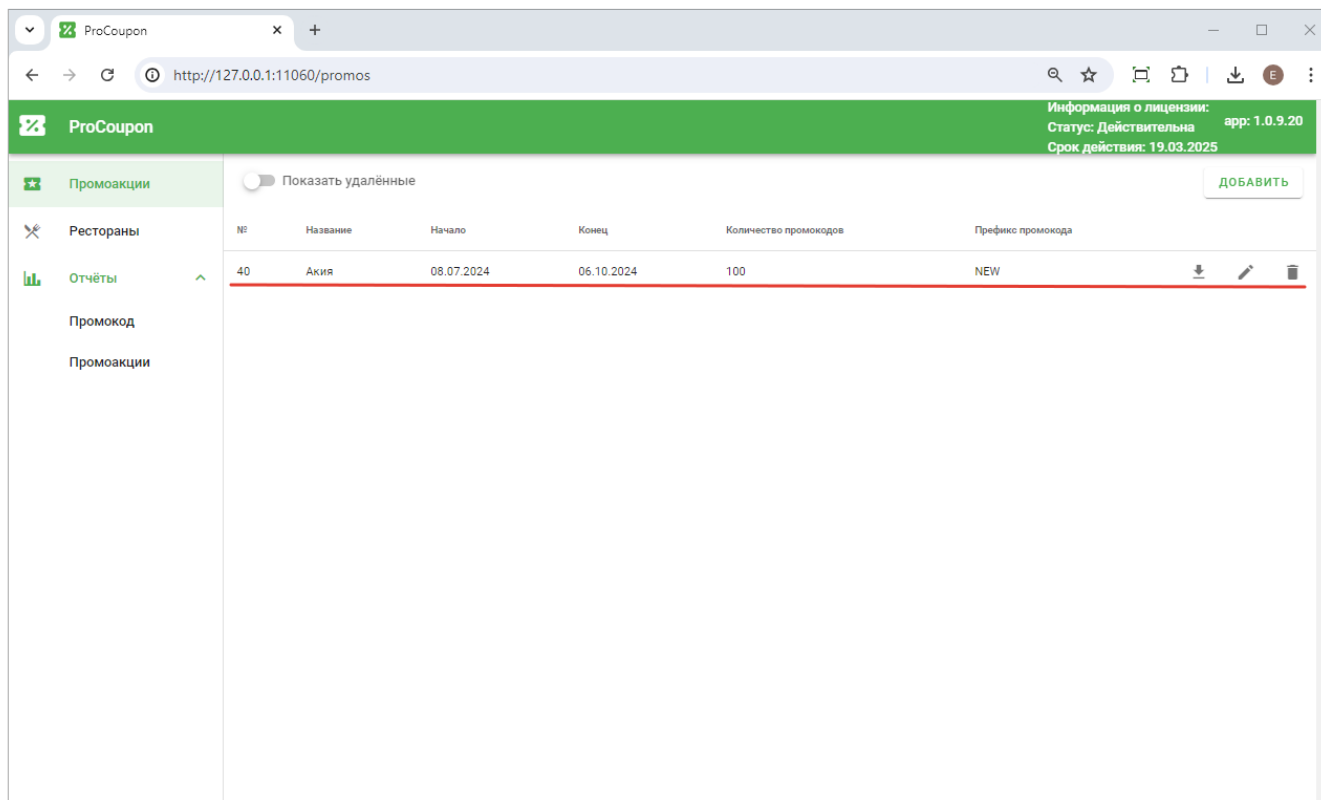 ProCoupon
http://127.0.0.1:11060/promos
E
ProCoupon
Информация о лицензии:
Статус: Действительна
Срок действия: 19.03.2025
app: 1.0.9.20
Промоакции
Показать удалённые
ДОБАВИТЬ
Рестораны
№ Название Начало Конец Количество промокодов Префикс промокода
Отчёты
40 Акия 08.07.2024 06.10.2024 100 NEW
Промокод
Промоакции